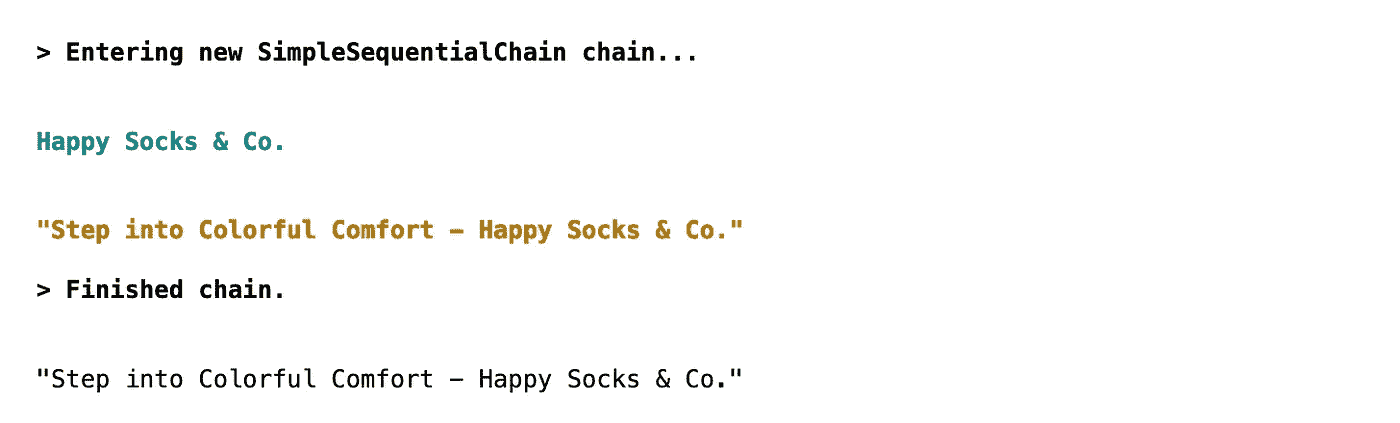 > Entering new SimpleSequentialChain chain...
Happy Socks & Co.
"Step into Colorful Comfort – Happy Socks & Co."
> Finished chain.
"Step into Colorful Comfort – Happy Socks & Co."